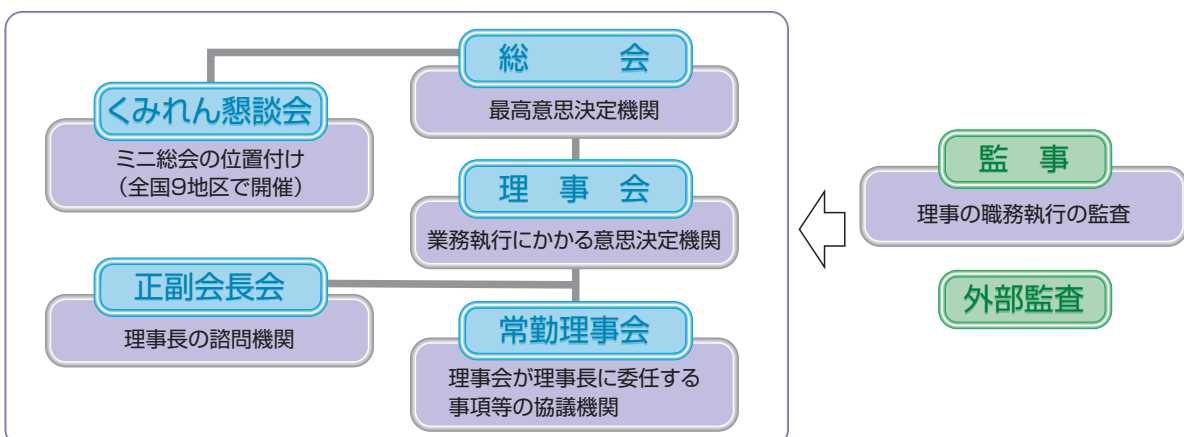 総会
最高意思決定機関
くみれん懇談会
ミニ総会の位置付け
（全国9地区で開催）
理事会
業務執行にかかる意思決定機関
正副会長会
理事長の諮問機関
常勤理事会
理事会が理事長に委任する
事項等の協議機関
監事
理事の職務執行の監査
外部監査